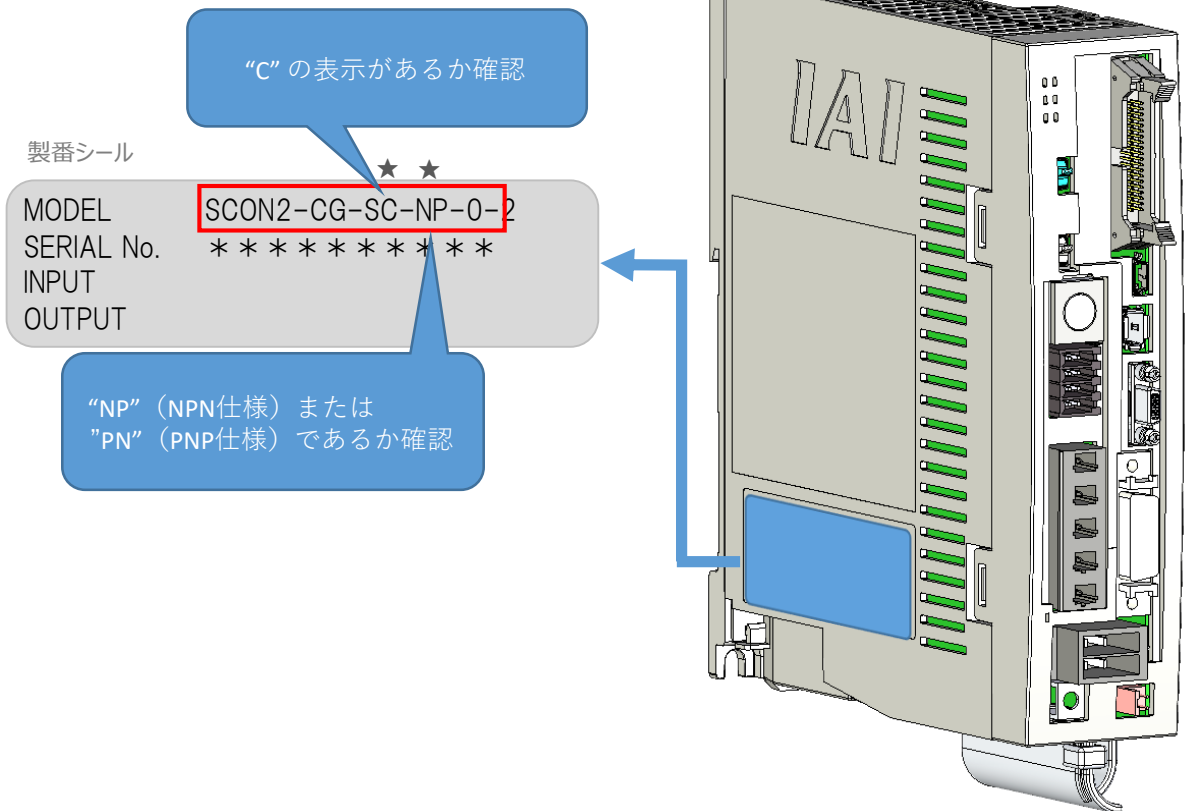 “C” の表示があるか確認
製番シール
★ ★
MODEL SCON2-CG-SC-NP-0-2
SERIAL No. ＊＊＊＊＊＊＊＊＊＊
INPUT
OUTPUT
“NP”（NPN仕様）または
”PN”（PNP仕様）であるか確認
IAI